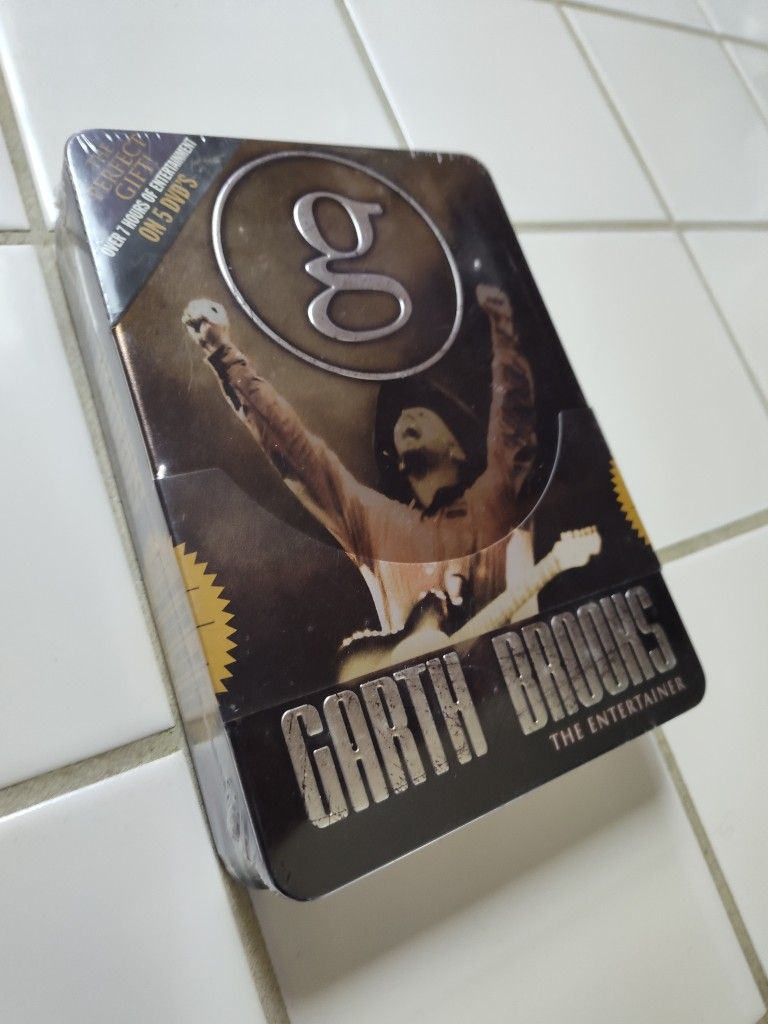 THE
PERFECT
GIFT!
OVER 7 HOURS OF ENTERTAINMENT
ON 5 DVD'S
g
GARTH BROOKS
THE ENTERTAINER